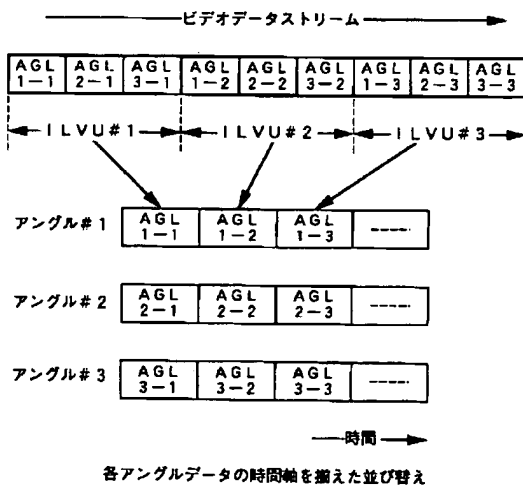 ビデオデータストリーム
AGL 1-1 AGL 2-1 AGL 3-1 AGL 1-2 AGL 2-2 AGL 3-2 AGL 1-3 AGL 2-3 AGL 3-3
ILVU#1 ILVU#2 ILVU#3
アングル#1 AGL 1-1 AGL 1-2 AGL 1-3
アングル#2 AGL 2-1 AGL 2-2 AGL 2-3
アングル#3 AGL 3-1 AGL 3-2 AGL 3-3
時間
各アングルデータの時間軸を揃えた並び替え